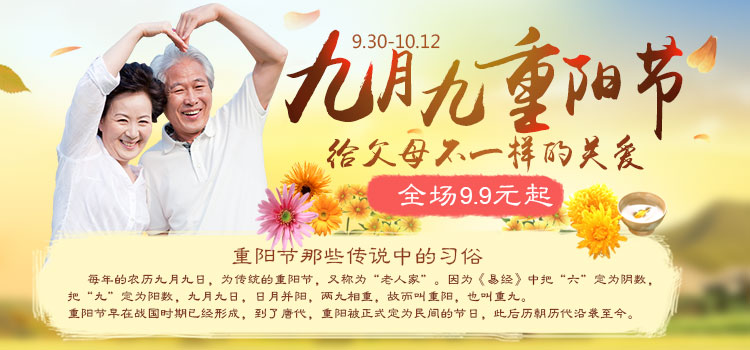 9.30-10.12
九月九重阳节
给父母不一样的关爱
全场9.9元起
重阳节那些传说中的习俗
每年的农历九月九日，为传统的重阳节，又称为“老人家”。因为《易经》中把“六”定为阴数，
把“九”定为阳数，九月九日，日月并阳，两九相重，故而叫重阳，也叫重九。
重阳节早在战国时期已经形成，到了唐代，重阳被正式定为民间的节日，此后历朝历代沿袭至今。